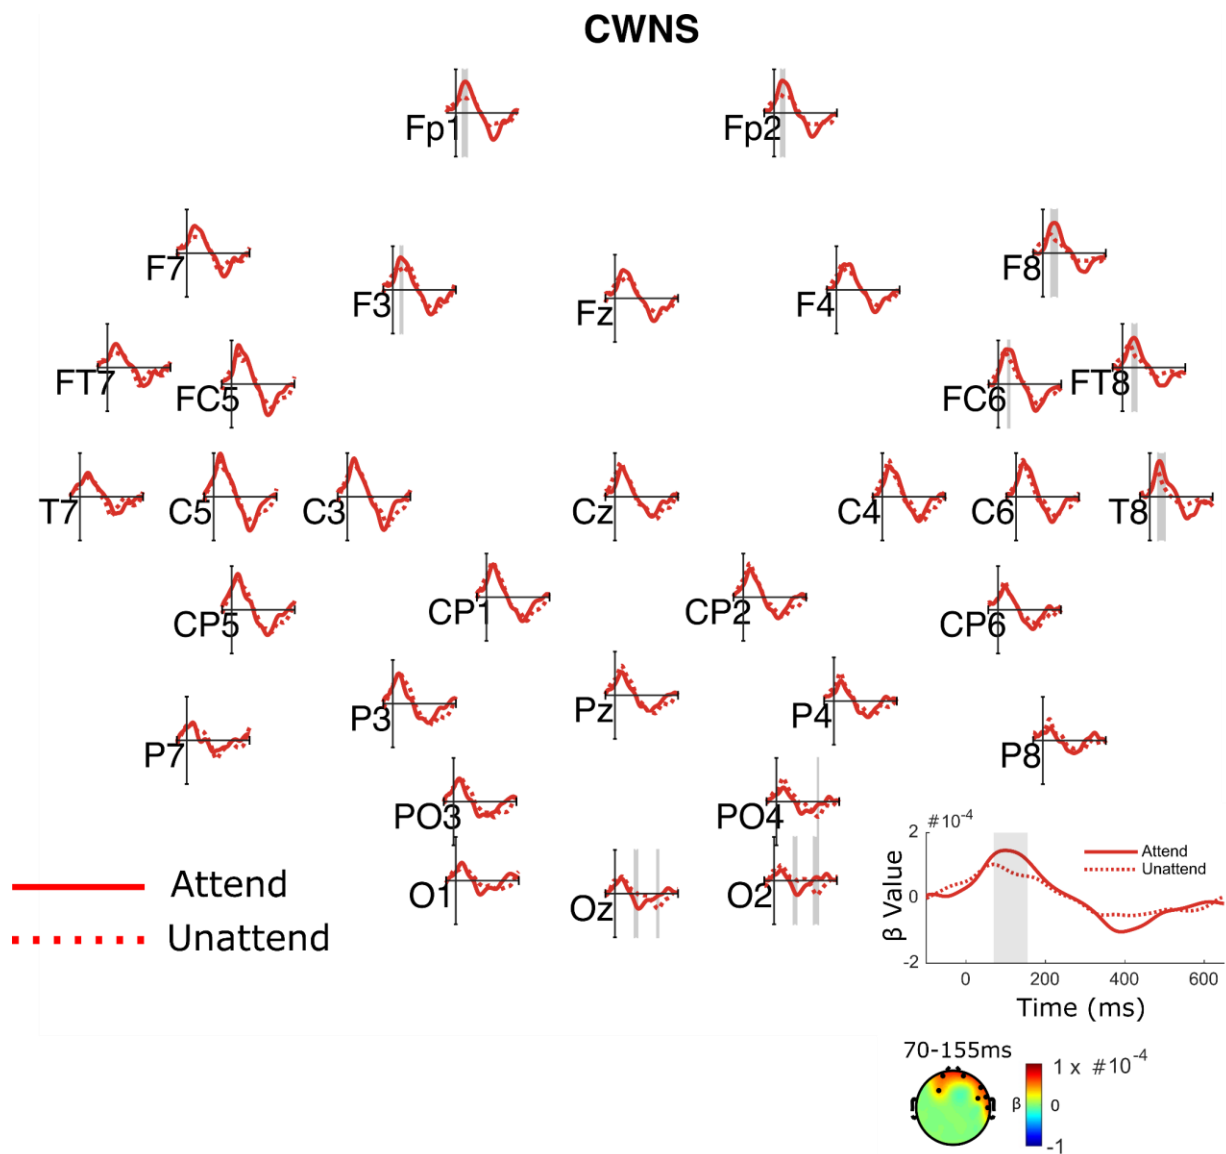 CWNS
Fp1
Fp2
F7
F3
Fz
F4
F8
FT7
FC5
FC6
FT8
T7
C5
C3
Cz
C4
C6
T8
CP5
CP1
CP2
CP6
P7
P3
Pz
P4
P8
PO3
PO4
O1
Oz
O2
Attend
Unattend
#10-4
2
0
-2
β Value
Attend
Unattend
0 200 400 600
Time (ms)
70-155ms
1 x #10-4
β 0
-1